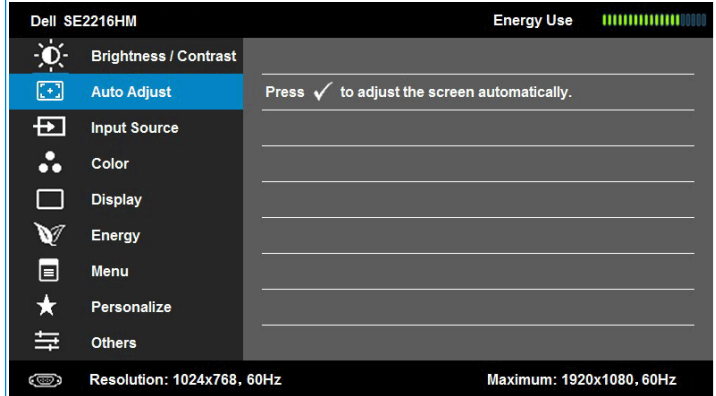 Dell SE2216HM Energy Use
Brightness / Contrast
Auto Adjust Press ✓ to adjust the screen automatically.
Input Source
Color
Display
Energy
Menu
Personalize
Others
Resolution: 1024x768, 60Hz Maximum: 1920x1080, 60Hz